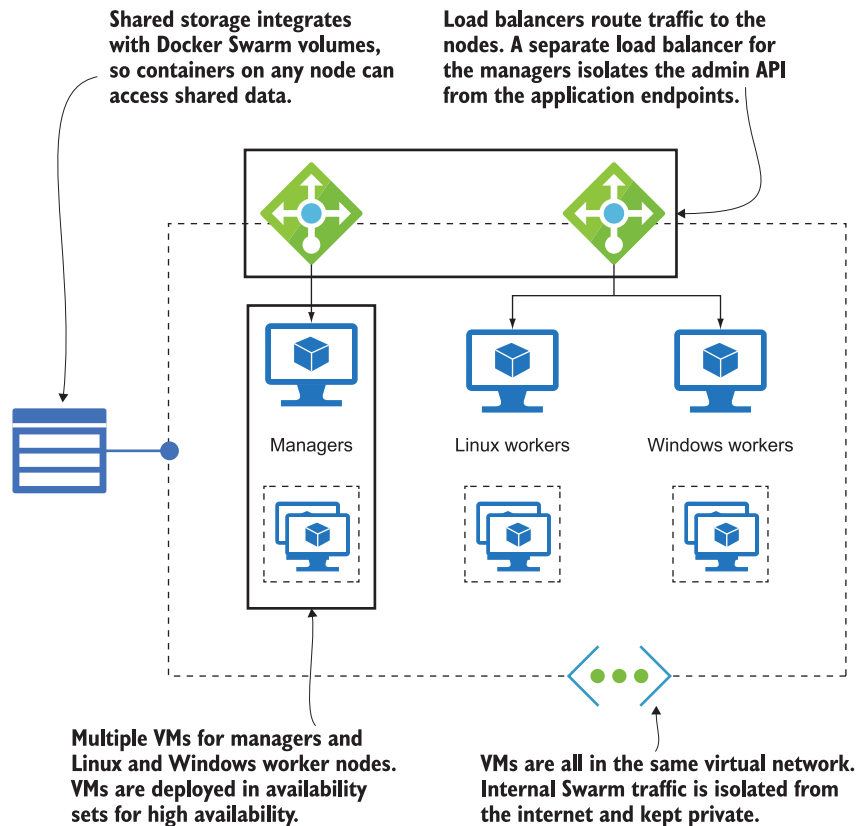 Shared storage integrates
with Docker Swarm volumes,
so containers on any node can
access shared data.
Load balancers route traffic to the
nodes. A separate load balancer for
the managers isolates the admin API
from the application endpoints.
Managers
Linux workers
Windows workers
Multiple VMs for managers and
Linux and Windows worker nodes.
VMs are deployed in availability
sets for high availability.
VMs are all in the same virtual network.
Internal Swarm traffic is isolated from
the internet and kept private.